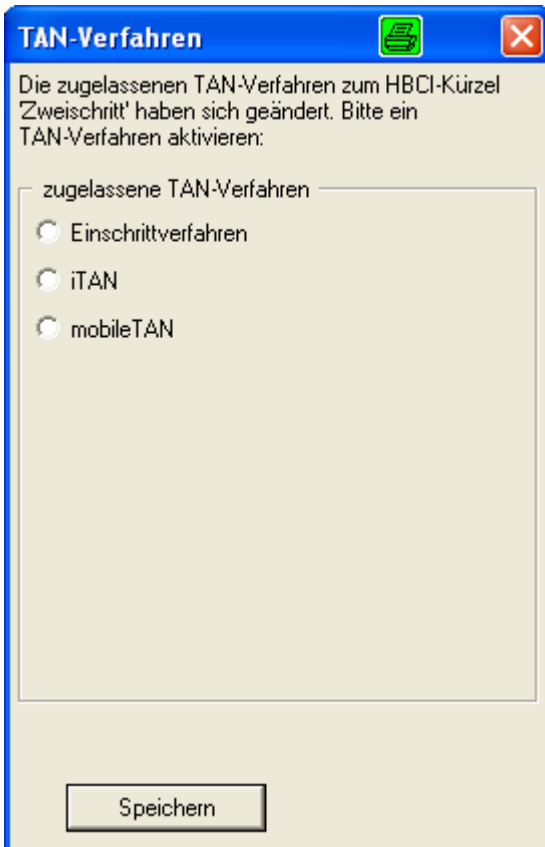 TAN-Verfahren
Die zugelassenen TAN-Verfahren zum HBCI-Kürzel
'Zweischritt' haben sich geändert. Bitte ein
TAN-Verfahren aktivieren:
zugelassene TAN-Verfahren
Einschrittverfahren
iTAN
mobileTAN
Speichern